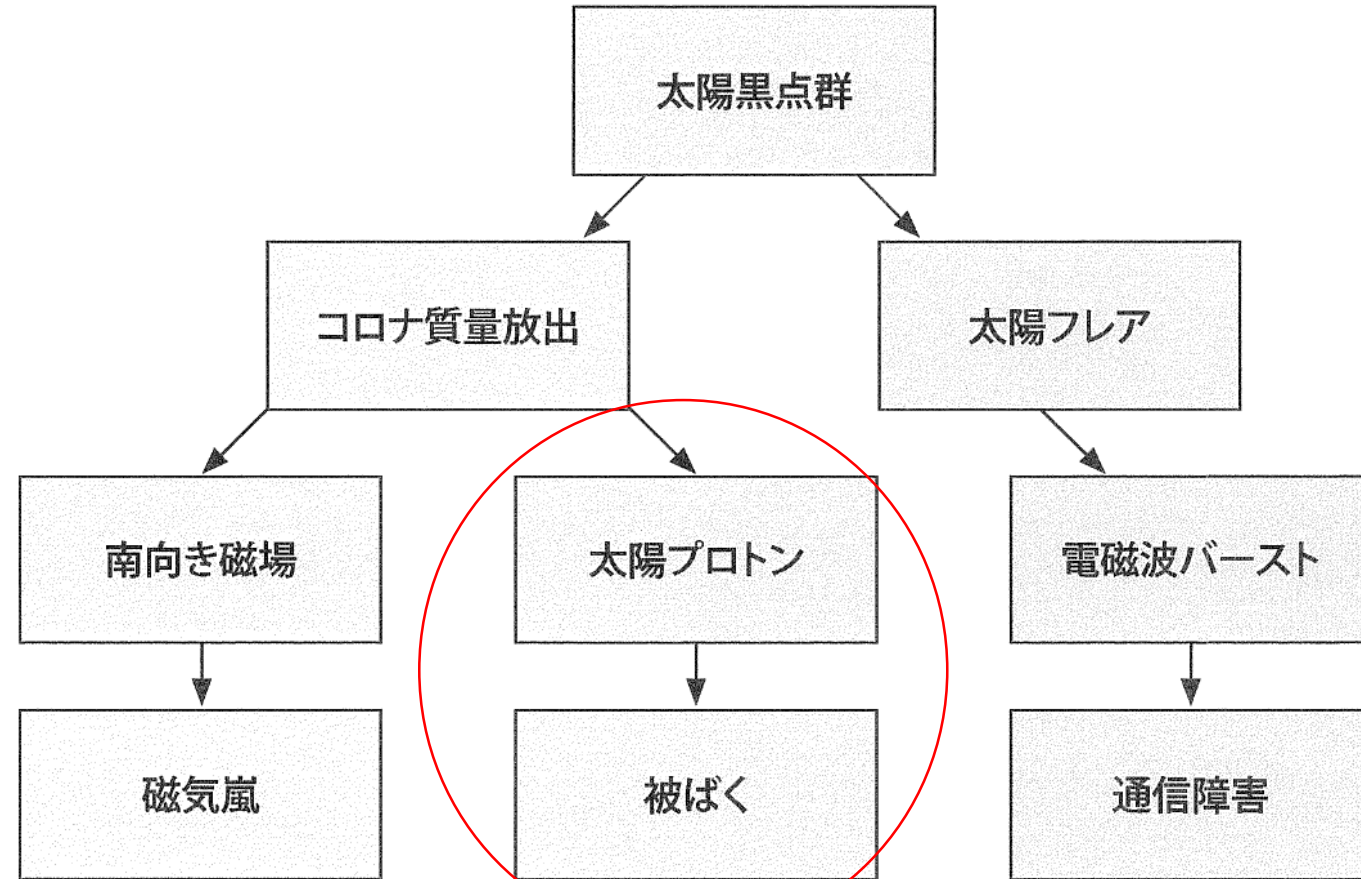 太陽黒点群
コロナ質量放出
太陽フレア
南向き磁場
太陽プロトン
電磁波バースト
磁気嵐
被ばく
通信障害